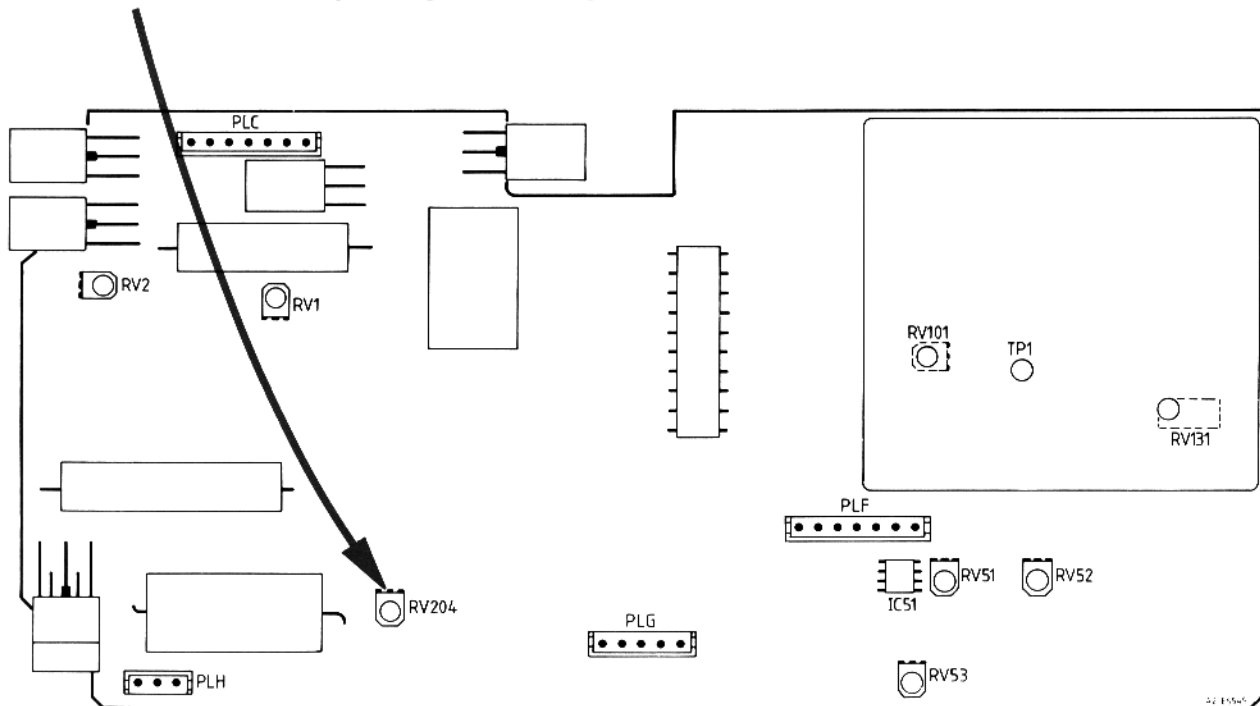 PLC
RV2
RV1
RV101
TP1
RV131
PLF
RV51
RV52
IC51
RV204
PLG
RV53
PLH